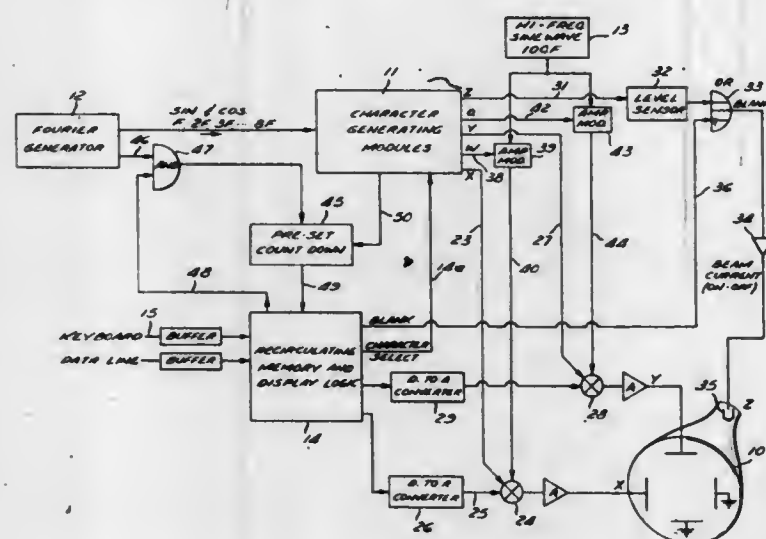 HI-FREQ
SINE WAVE
100F
13
12
FOURIER
GENERATOR
SIN & COS
F 2F 3F... 8F
11
CHARACTER
GENERATING
MODULES
Z
Q
Y
W
X
31
42
38
AMP
MOD
39
AMP
MOD.
43
32
LEVEL
SENSOR
OR
33
BLANK
46
47
AND
45
PRE-SET
COUNT DOWN
50
14a
23
40
27
44
36
34
BEAM
CURRENT
(ON-OFF)
48
49
KEYBOARD
15
BUFFER
DATA LINE
BUFFER
RECIRCULATING
MEMORY AND
DISPLAY LOGIC
14
BLANK
CHARACTER
SELECT
D. TO A
CONVERTER
29
28
A
Y
35
Z
10
D. TO A
CONVERTER
26
25
24
A
X